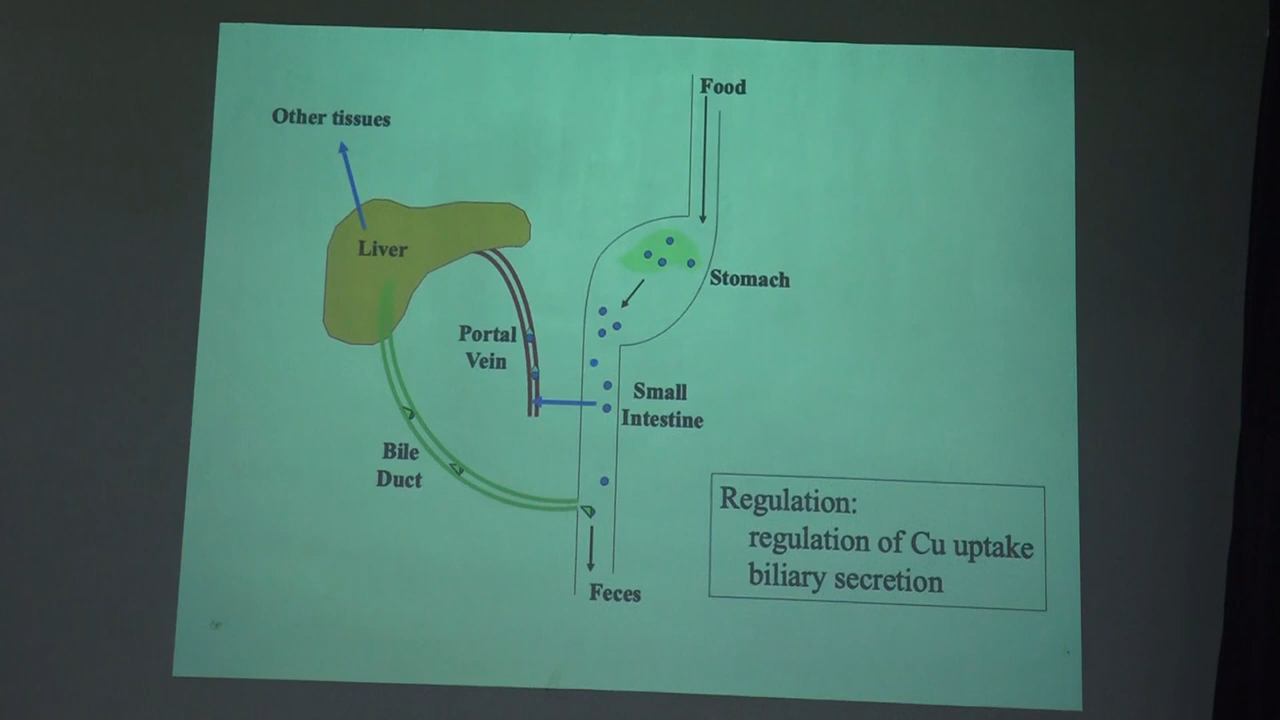 Food
Other tissues
Liver
Stomach
Portal
Vein
Small
Intestine
Bile
Duct
Regulation:
regulation of Cu uptake
biliary secretion
Feces